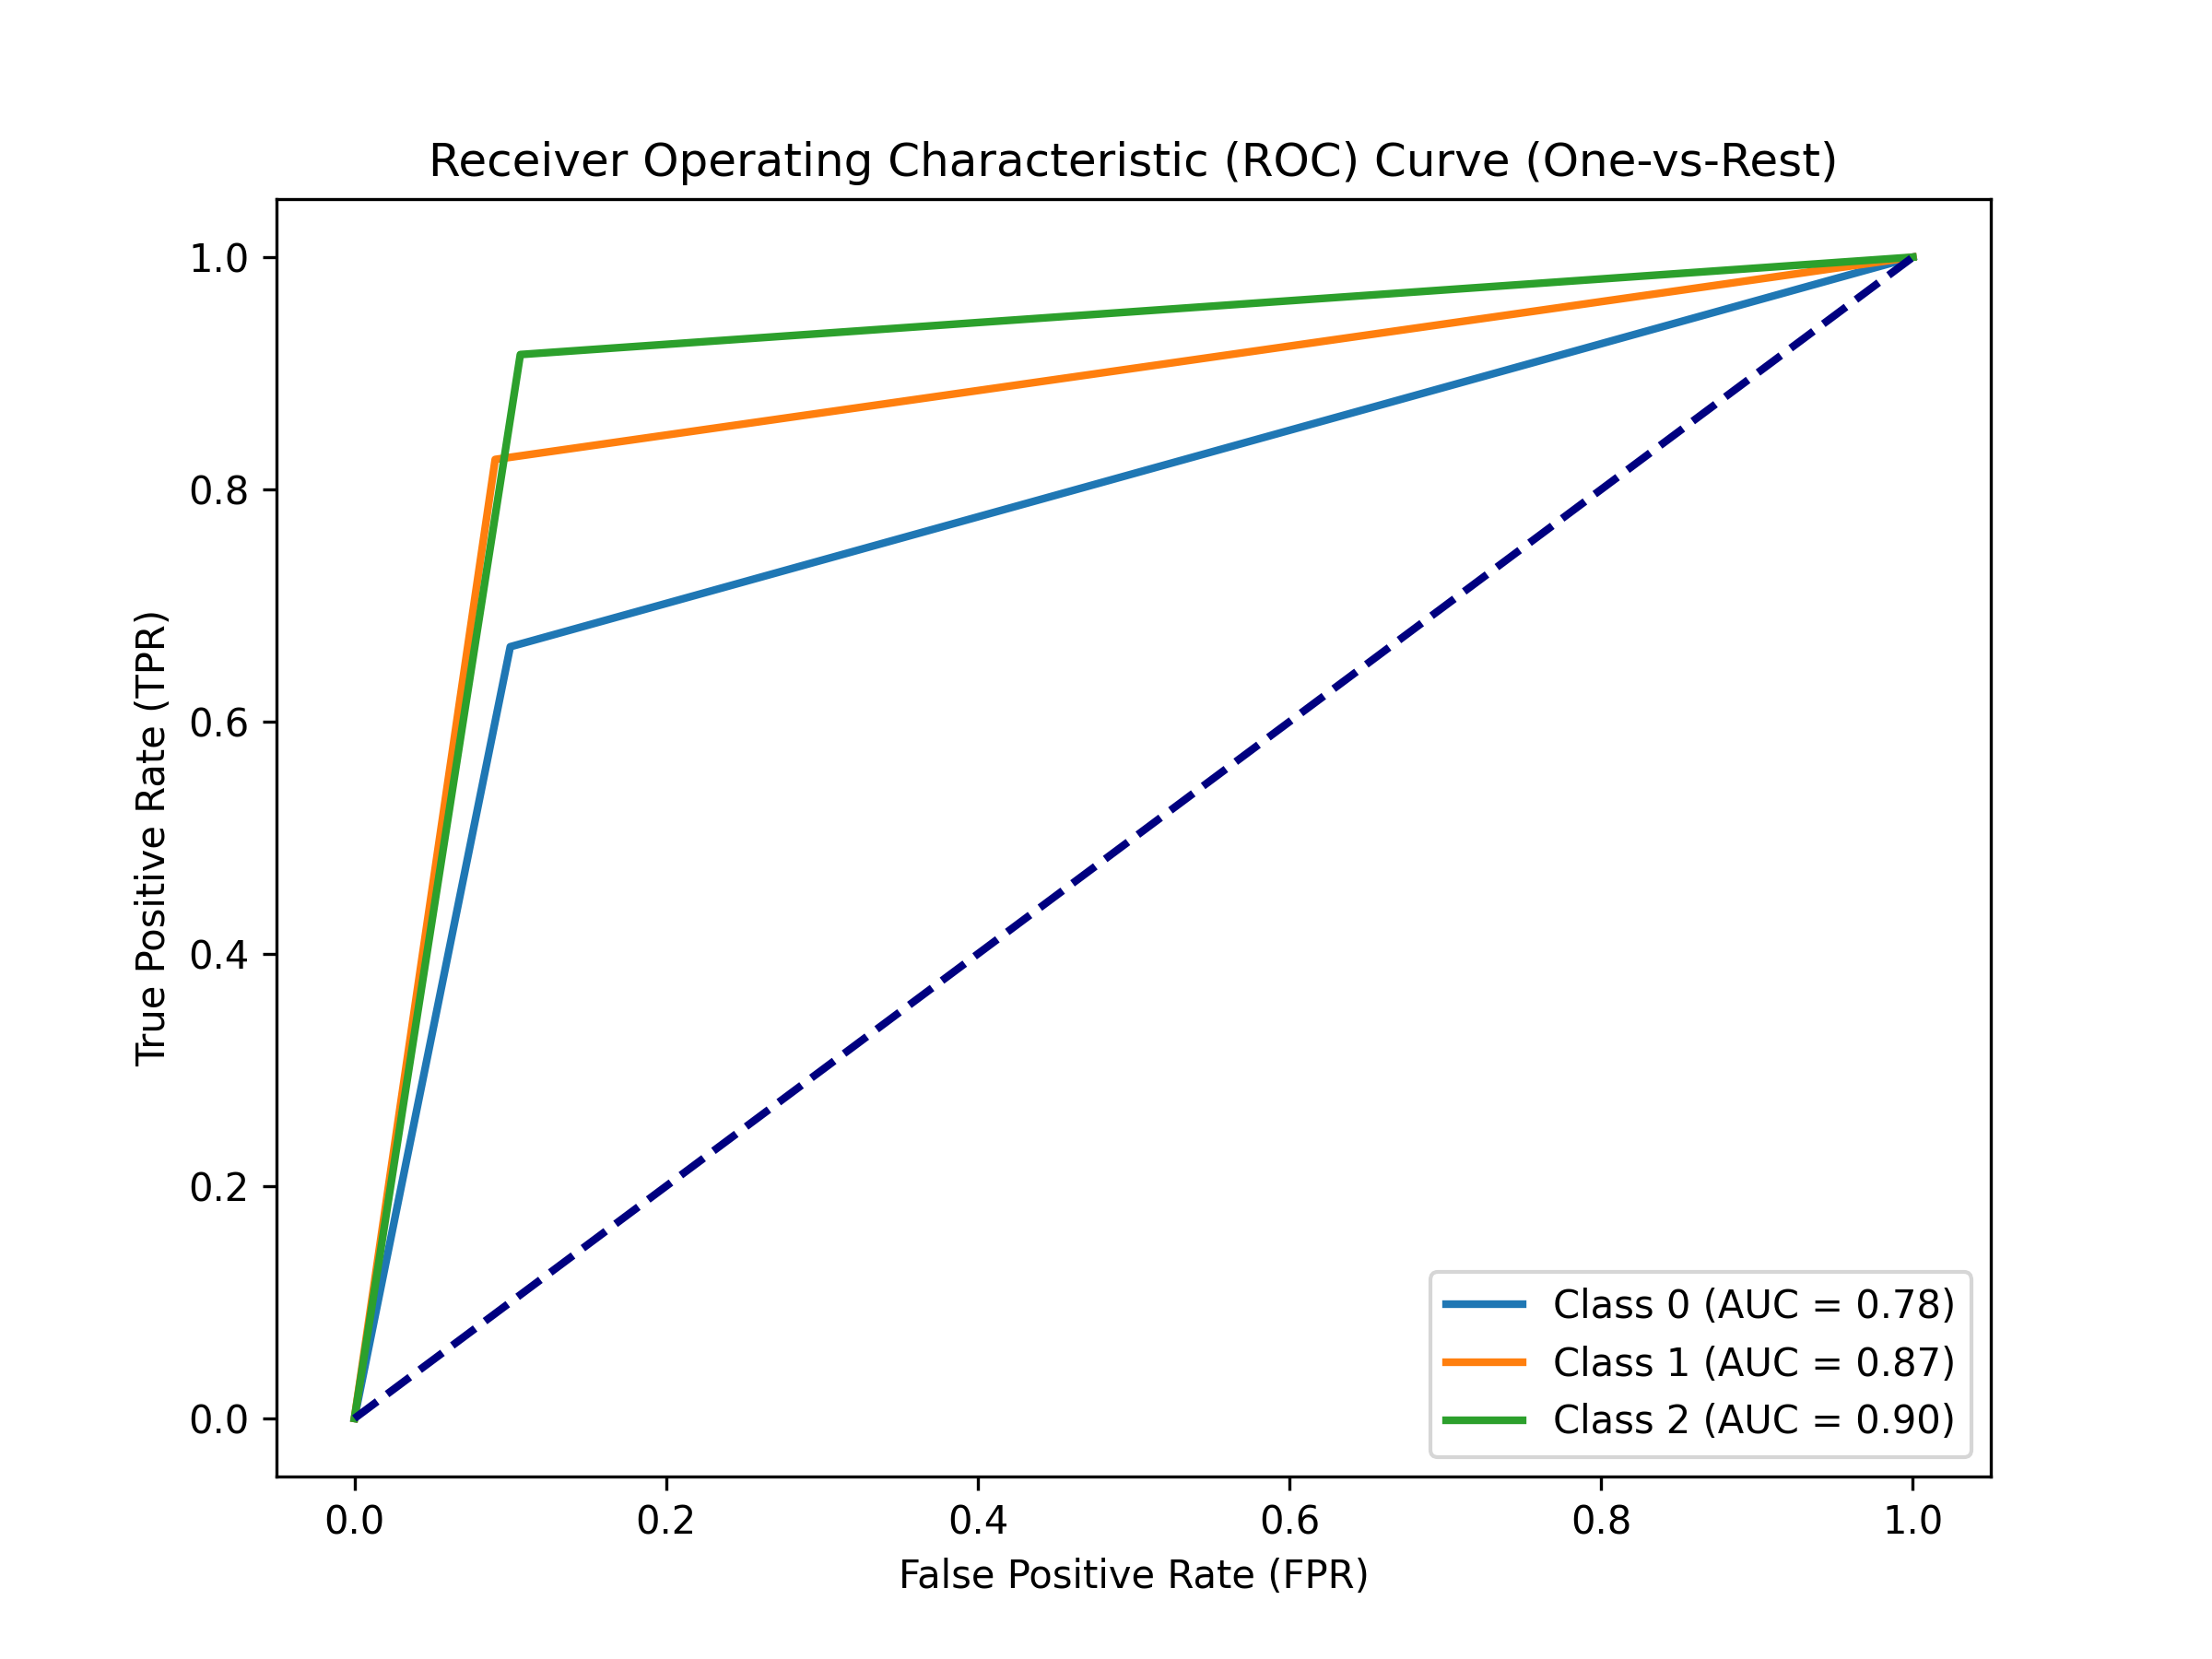 Receiver Operating Characteristic (ROC) Curve (One-vs-Rest)
True Positive Rate (TPR)
1.0
0.8
0.6
0.4
0.2
0.0
Class 0 (AUC = 0.78)
Class 1 (AUC = 0.87)
Class 2 (AUC = 0.90)
0.0 0.2 0.4 0.6 0.8 1.0
False Positive Rate (FPR)